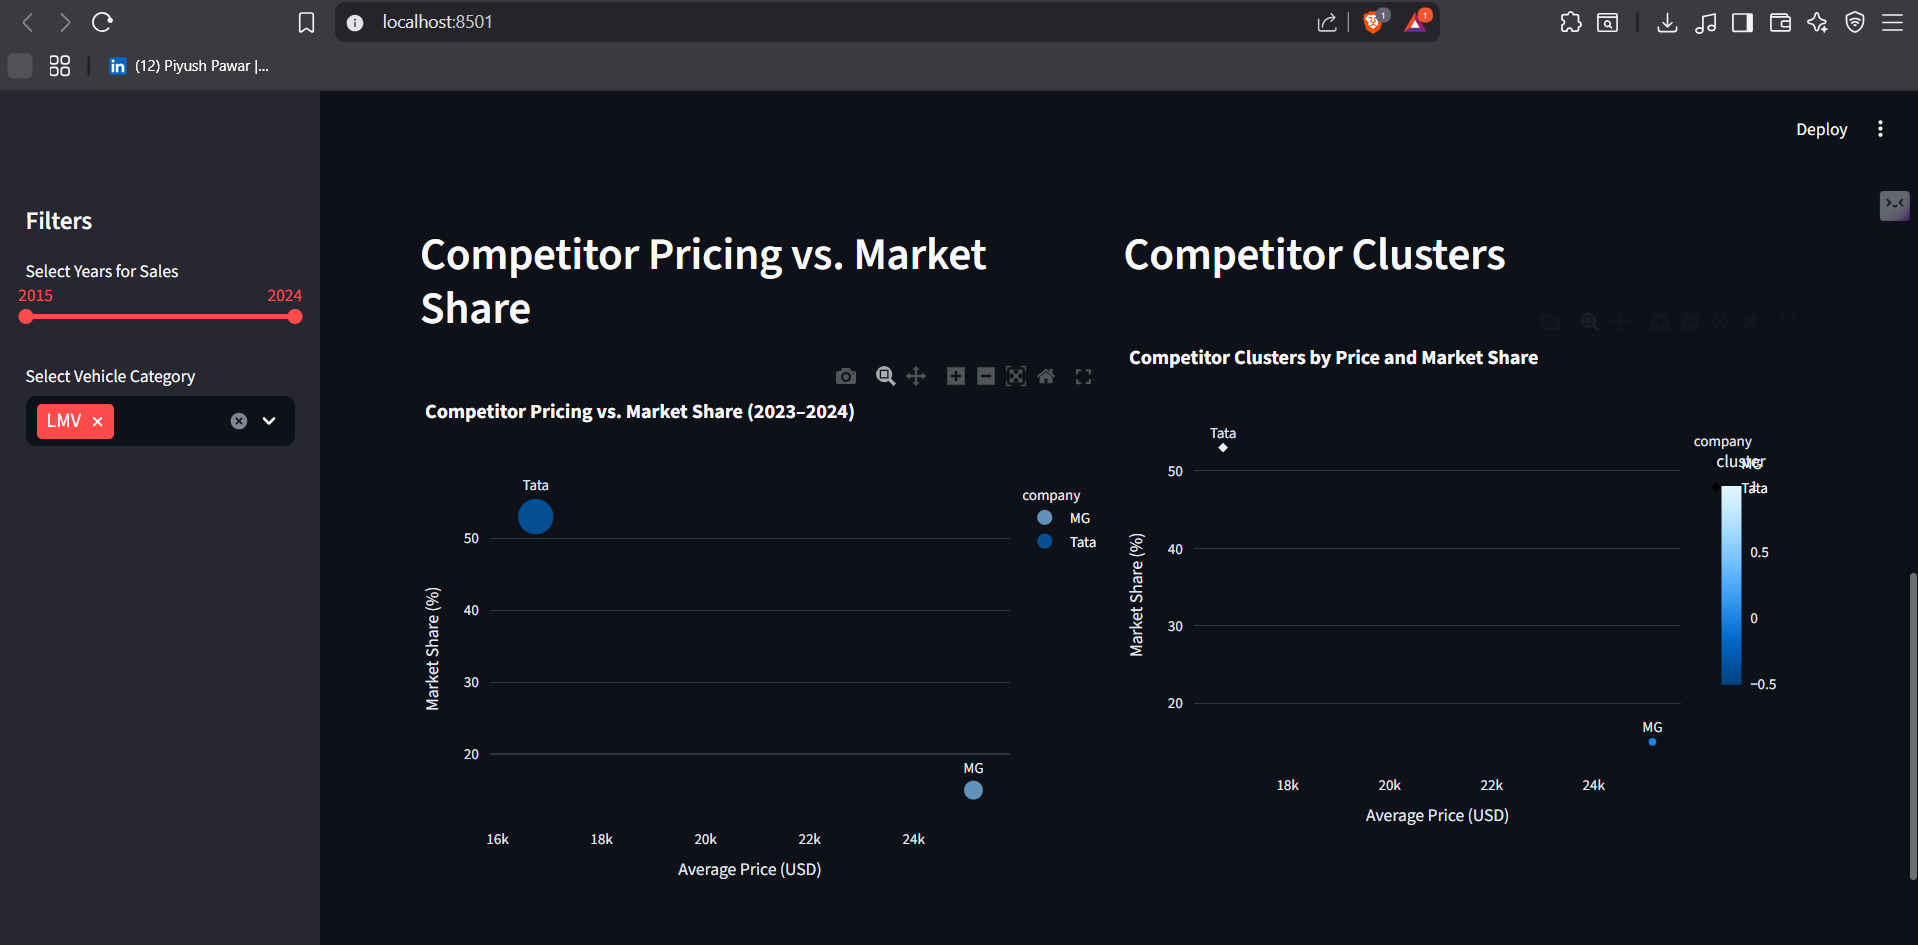 localhost:8501
1
1
in (12) Piyush Pawar |...
Deploy
Filters
Select Years for Sales
2015 2024
Select Vehicle Category
LMV
Competitor Pricing vs. Market
Share
Competitor Pricing vs. Market Share (2023–2024)
Tata
company
MG
Tata
50
40
30
20
Market Share (%)
MG
16k 18k 20k 22k 24k
Average Price (USD)
Competitor Clusters
Competitor Clusters by Price and Market Share
Tata
company
cluster
MG
Tata
1
0.5
0
−0.5
50
40
30
20
Market Share (%)
MG
18k 20k 22k 24k
Average Price (USD)